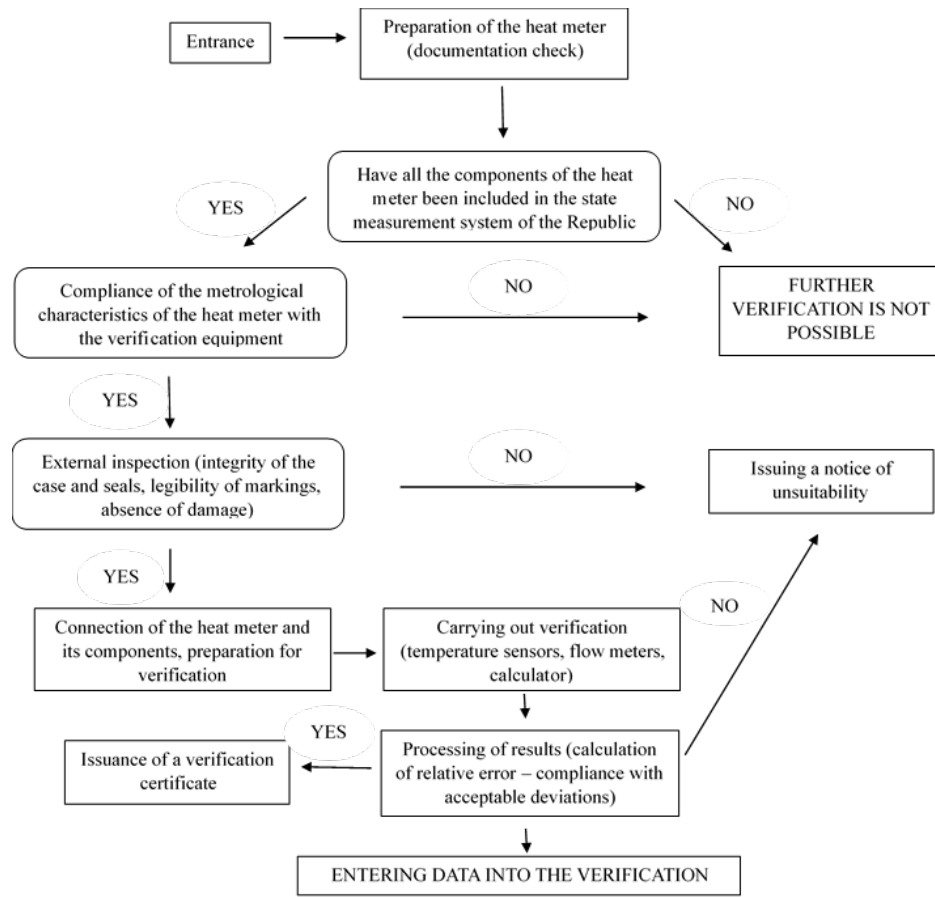 Entrance
Preparation of the heat meter
(documentation check)
Have all the components of the heat
meter been included in the state
measurement system of the Republic
YES
NO
Compliance of the metrological
characteristics of the heat meter with
the verification equipment
NO
FURTHER
VERIFICATION IS NOT
POSSIBLE
YES
External inspection (integrity of the
case and seals, legibility of markings,
absence of damage)
NO
Issuing a notice of
unsuitability
YES
Connection of the heat meter and
its components, preparation for
verification
Carrying out verification
(temperature sensors, flow meters,
calculator)
NO
Issuance of a verification
certificate
YES
Processing of results (calculation
of relative error – compliance with
acceptable deviations)
ENTERING DATA INTO THE VERIFICATION